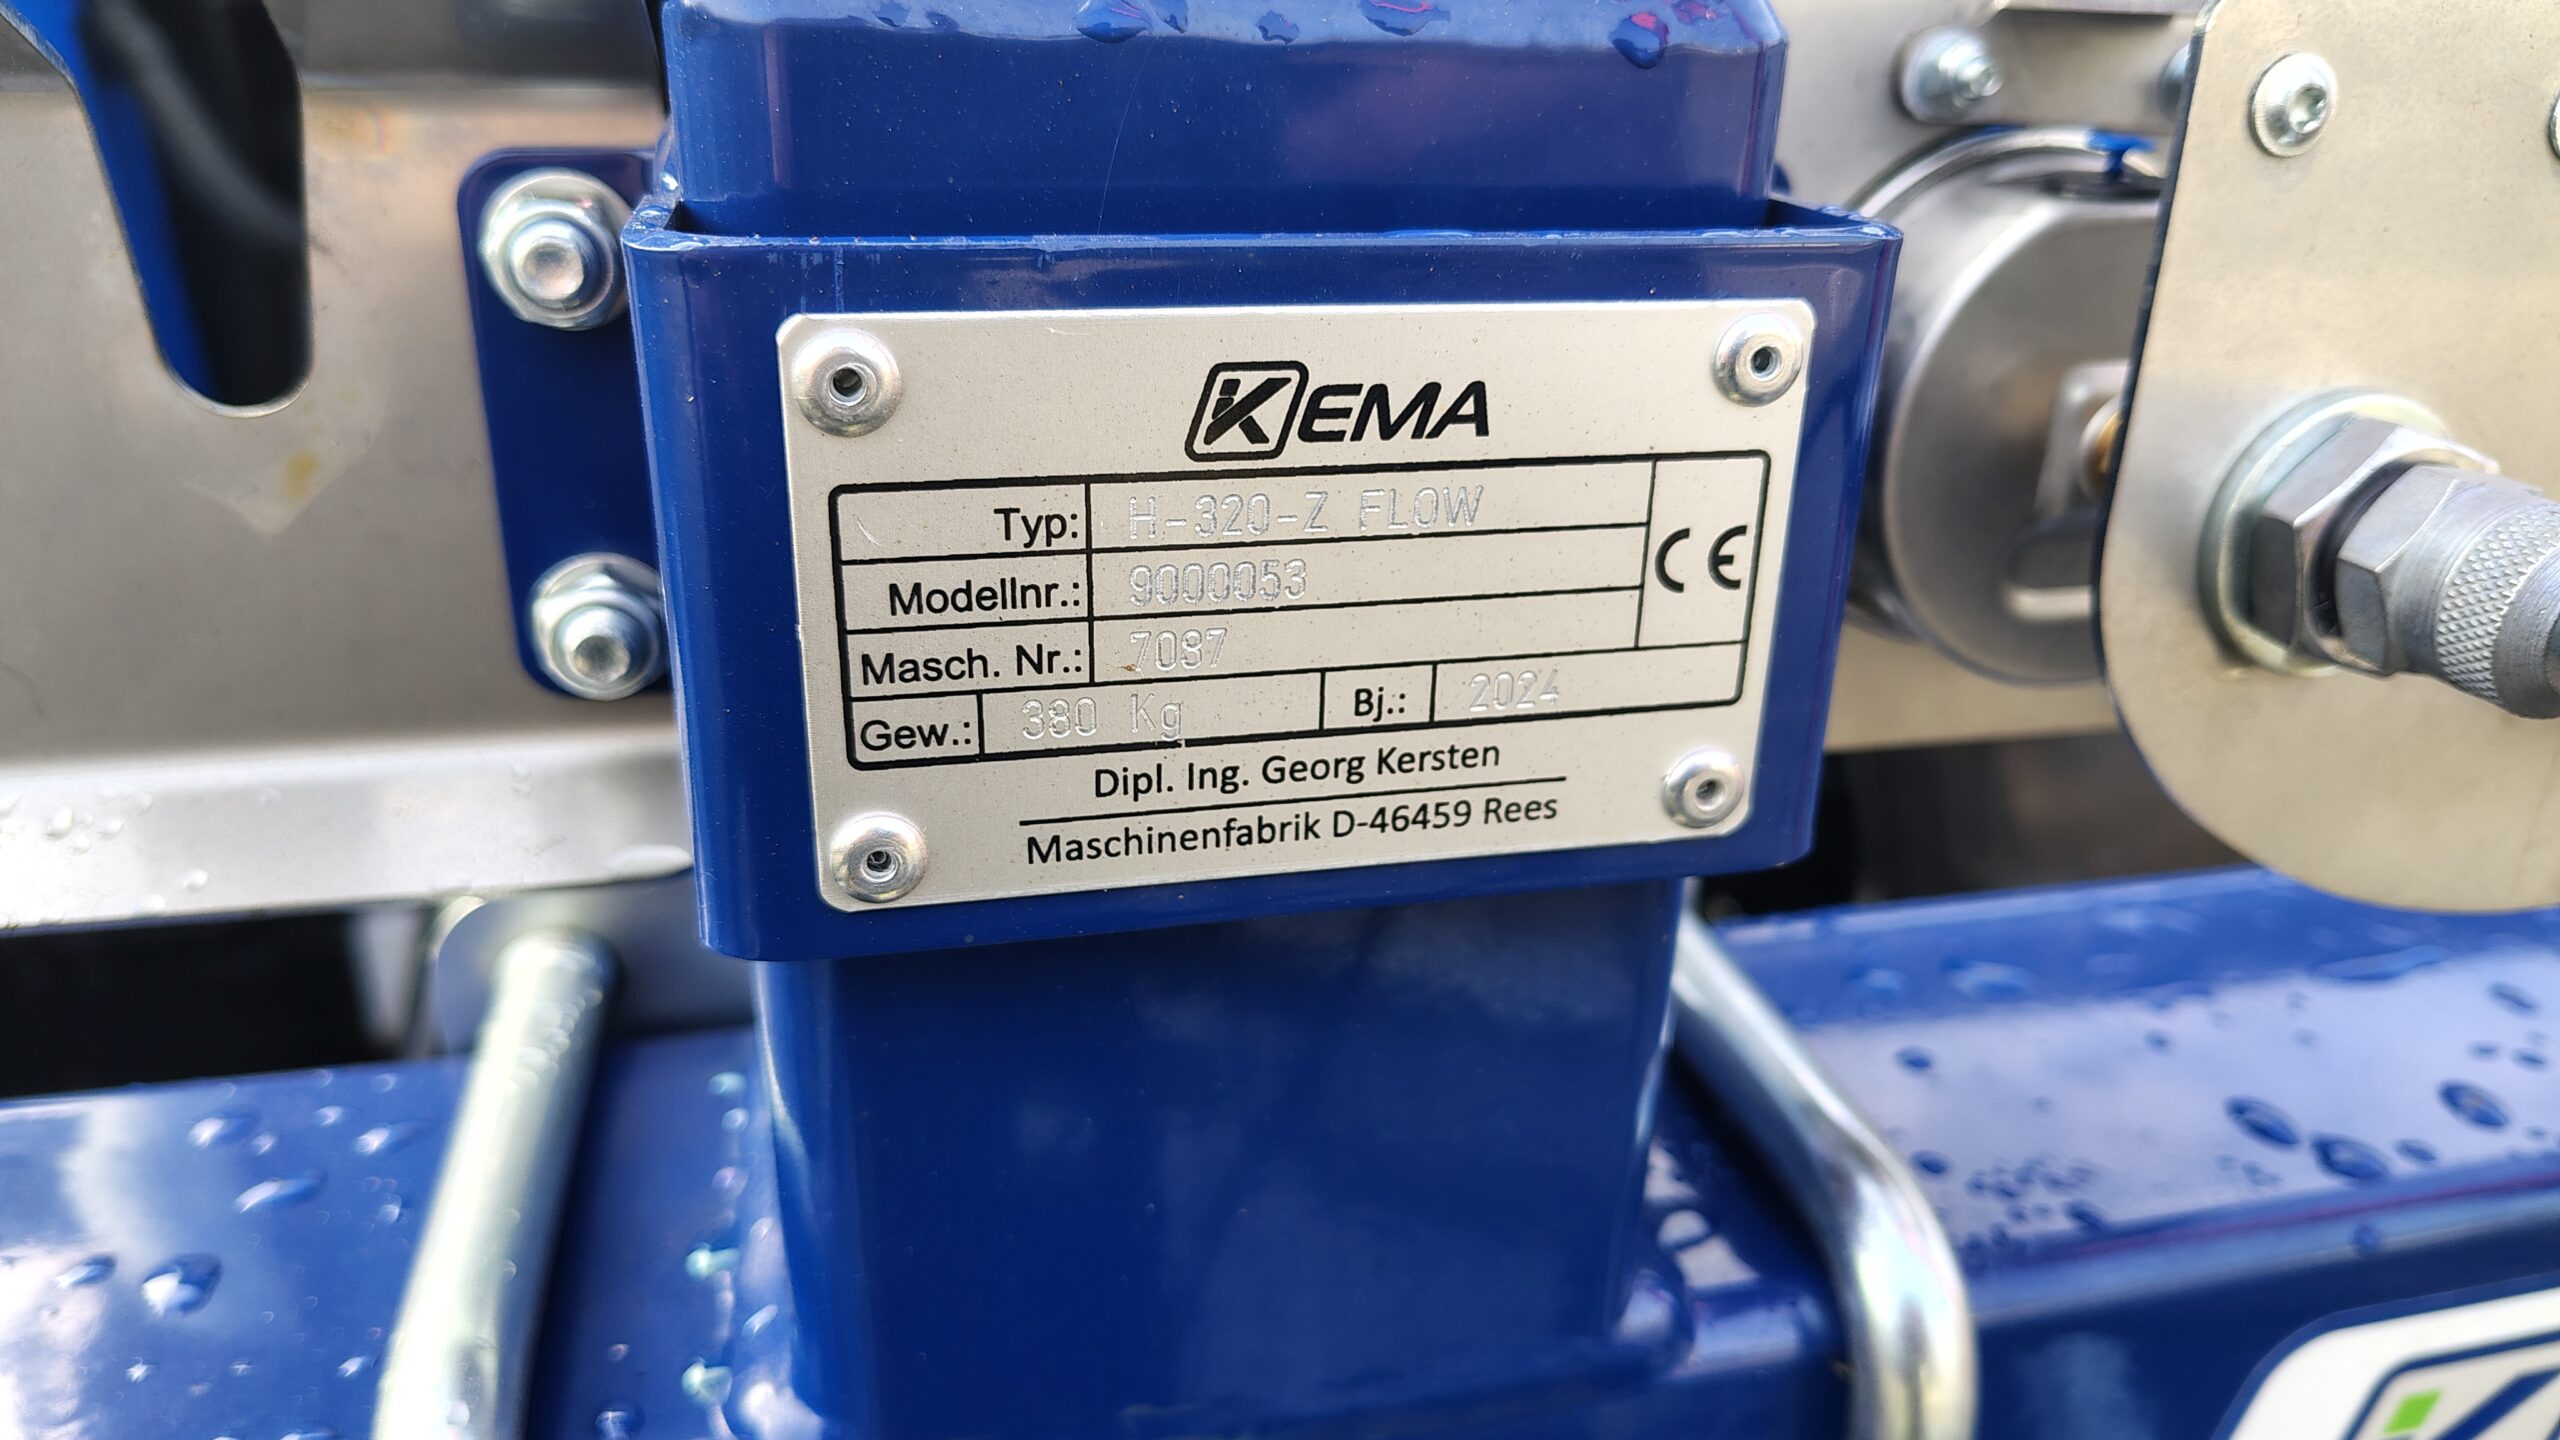 KEMA
Typ: H-320-Z FLOW
Modellnr.: 9000053
CE
Masch. Nr.: 7087
Gew.: 380 Kg Bj.: 2024
Dipl. Ing. Georg Kersten
Maschinenfabrik D-46459 Rees